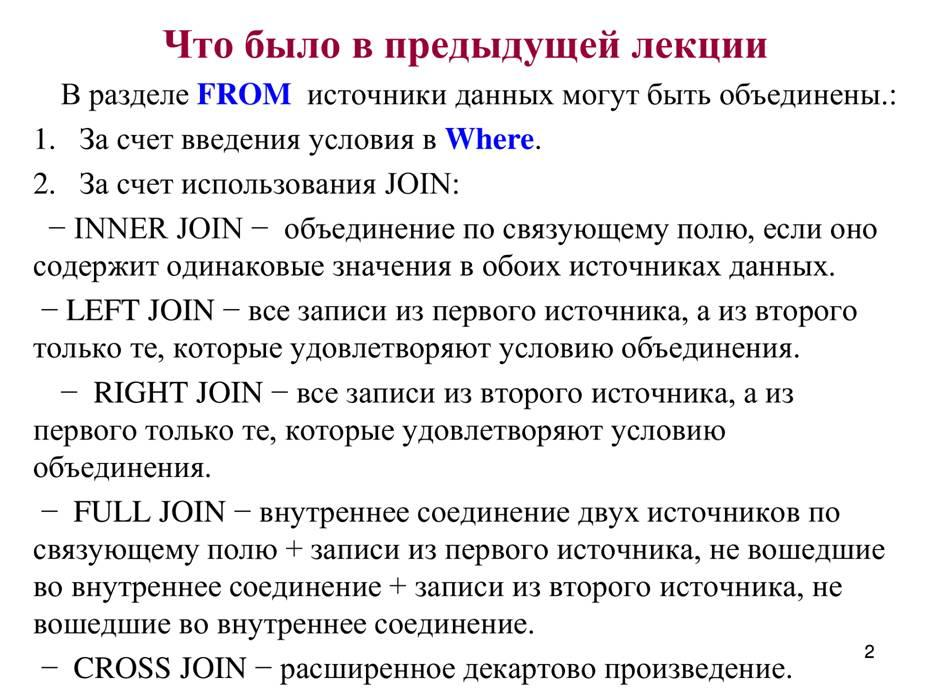 Что было в предыдущей лекции
В разделе FROM источники данных могут быть объединены.:
1. За счет введения условия в Where.
2. За счет использования JOIN:
− INNER JOIN − объединение по связующему полю, если оно
содержит одинаковые значения в обоих источниках данных.
− LEFT JOIN − все записи из первого источника, а из второго
только те, которые удовлетворяют условию объединения.
− RIGHT JOIN − все записи из второго источника, а из
первого только те, которые удовлетворяют условию
объединения.
− FULL JOIN − внутреннее соединение двух источников по
связующему полю + записи из первого источника, не вошедшие
во внутреннее соединение + записи из второго источника, не
вошедшие во внутреннее соединение.
− CROSS JOIN − расширенное декартово произведение.
2